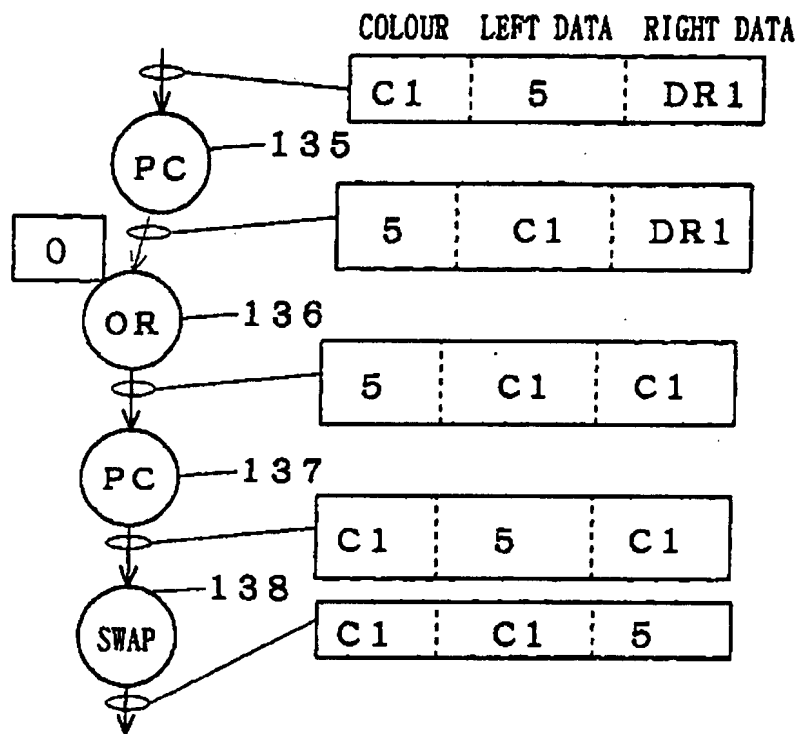 COLOUR LEFT DATA RIGHT DATA
C1 5 DR1
PC 135
5 C1 DR1
0
OR 136
5 C1 C1
PC 137
C1 5 C1
138
SWAP
C1 C1 5